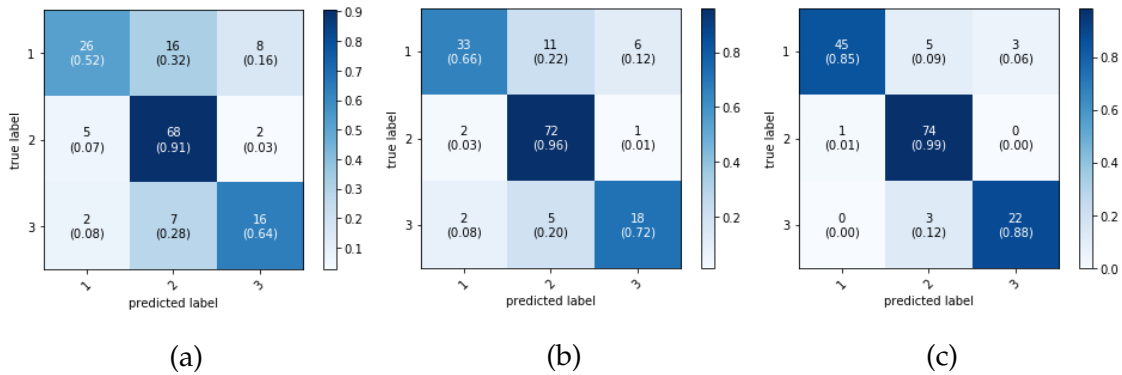 0.9
1 26 16 8
(0.52) (0.32) (0.16)
0.8
0.7
0.6
true label
2 5 68 2
(0.07) (0.91) (0.03)
0.5
0.4
0.3
3 2 7 16
(0.08) (0.28) (0.64)
0.2
0.1
1 2 3
predicted label
(a)
1 33 11 6
(0.66) (0.22) (0.12)
0.8
0.6
true label
2 2 72 1
(0.03) (0.96) (0.01)
0.4
3 2 5 18
(0.08) (0.20) (0.72)
0.2
1 2 3
predicted label
(b)
1 45 5 3
(0.85) (0.09) (0.06)
0.8
0.6
true label
2 1 74 0
(0.01) (0.99) (0.00)
0.4
3 0 3 22
(0.00) (0.12) (0.88)
0.2
0.0
1 2 3
predicted label
(c)